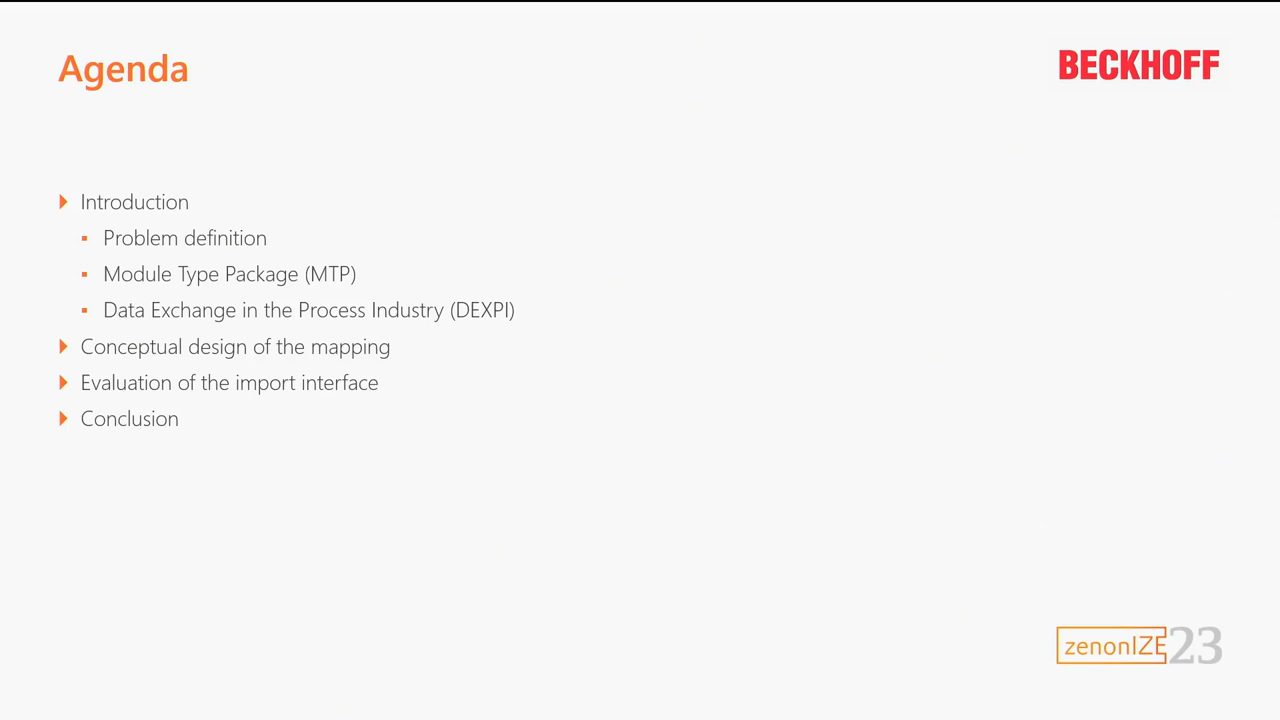 Agenda
BECKHOFF
Introduction
Problem definition
Module Type Package (MTP)
Data Exchange in the Process Industry (DEXPI)
Conceptual design of the mapping
Evaluation of the import interface
Conclusion
zenonIZE23